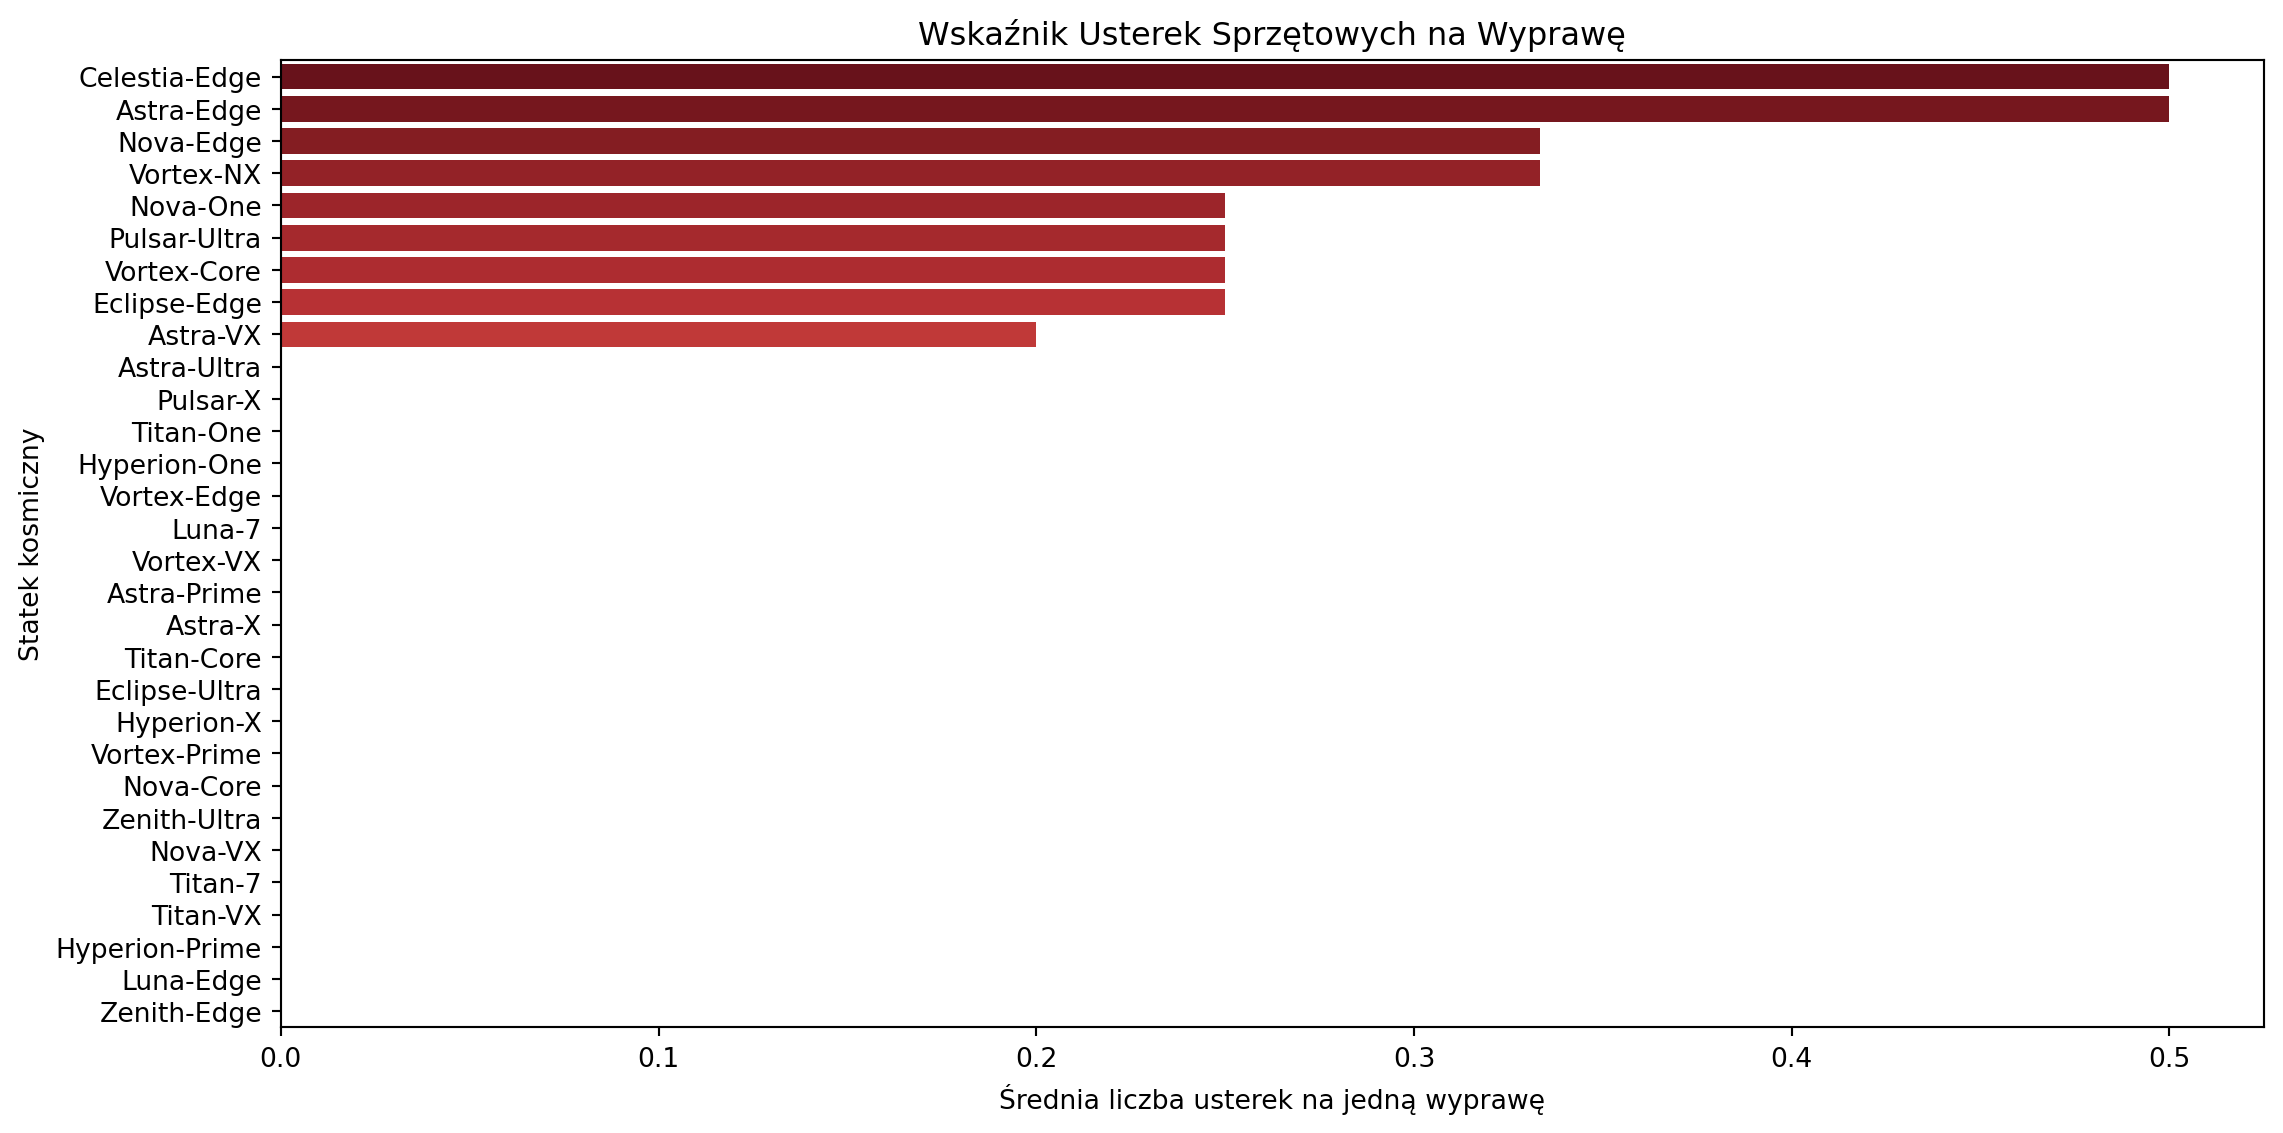 Wskaźnik Usterek Sprzętowych na Wyprawę
Celestia-Edge
Astra-Edge
Nova-Edge
Vortex-NX
Nova-One
Pulsar-Ultra
Vortex-Core
Eclipse-Edge
Astra-VX
Astra-Ultra
Pulsar-X
Titan-One
Hyperion-One
Vortex-Edge
Luna-7
Vortex-VX
Astra-Prime
Astra-X
Titan-Core
Eclipse-Ultra
Hyperion-X
Vortex-Prime
Nova-Core
Zenith-Ultra
Nova-VX
Titan-7
Titan-VX
Hyperion-Prime
Luna-Edge
Zenith-Edge
Statek kosmiczny
0.0 0.1 0.2 0.3 0.4 0.5
Średnia liczba usterek na jedną wyprawę